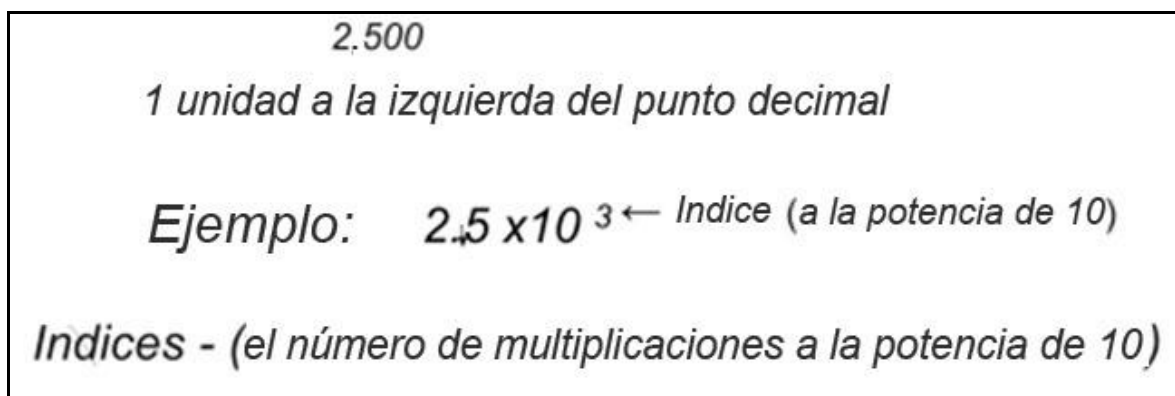 2.500
1 unidad a la izquierda del punto decimal
Ejemplo: 2.5 x10 3 ← Indice (a la potencia de 10)
Indices - (el número de multiplicaciones a la potencia de 10)